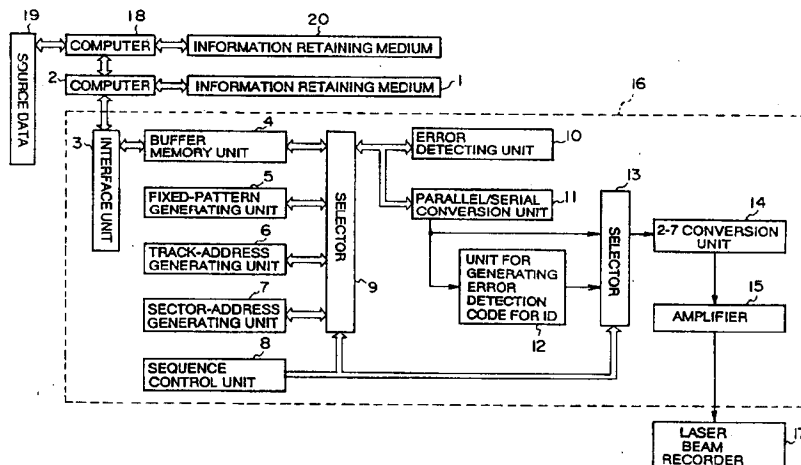 19
18
20
SOURCE DATA
COMPUTER
INFORMATION RETAINING MEDIUM
2
COMPUTER
INFORMATION RETAINING MEDIUM
1
16
3
INTERFACE UNIT
4
BUFFER
MEMORY UNIT
5
FIXED-PATTERN
GENERATING UNIT
6
TRACK-ADDRESS
GENERATING UNIT
7
SECTOR-ADDRESS
GENERATING UNIT
8
SEQUENCE
CONTROL UNIT
SELECTOR
9
ERROR
DETECTING UNIT
10
PARALLEL/SERIAL
CONVERSION UNIT
11
UNIT FOR
GENERATING
ERROR
DETECTION
CODE FOR ID
12
13
SELECTOR
14
2-7 CONVERSION
UNIT
15
AMPLIFIER
LASER
BEAM
RECORDER
17